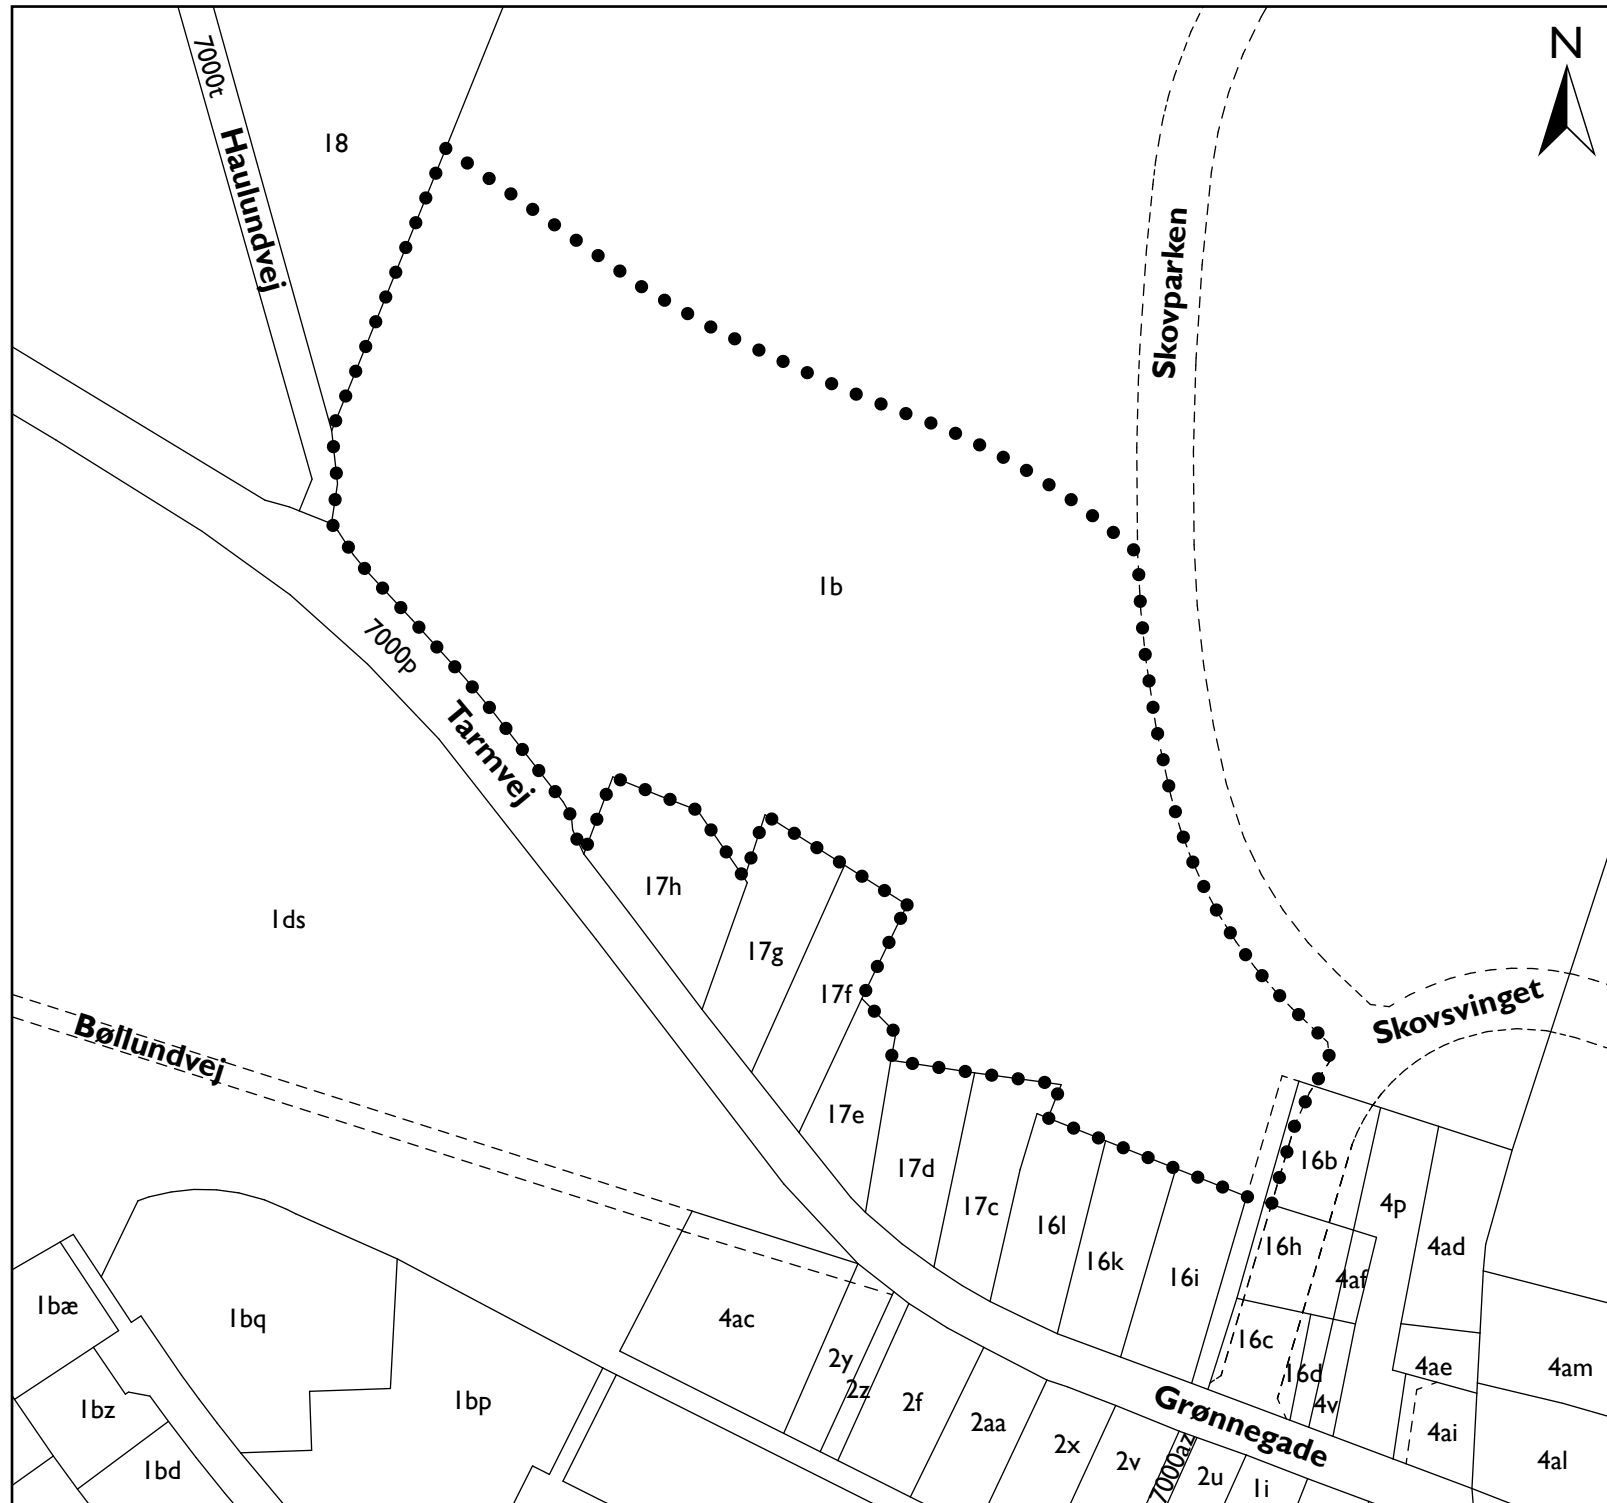 N
7000t
18
Haulundvej
Skovparken
1b
7000p
Tarmvej
17h
1ds
17g
17f
Skovsvinget
Bøllundvej
17e
17d
16b
17c
4p
16l
16h
4ad
16k
16i
4af
1bæ
1bq
4ac
16c
2y
16d
4ae
4am
2z
1bp
2f
4v
1bz
2aa
Grønnegade
4ai
2x
2v
7000az
4al
1bd
2u
1i